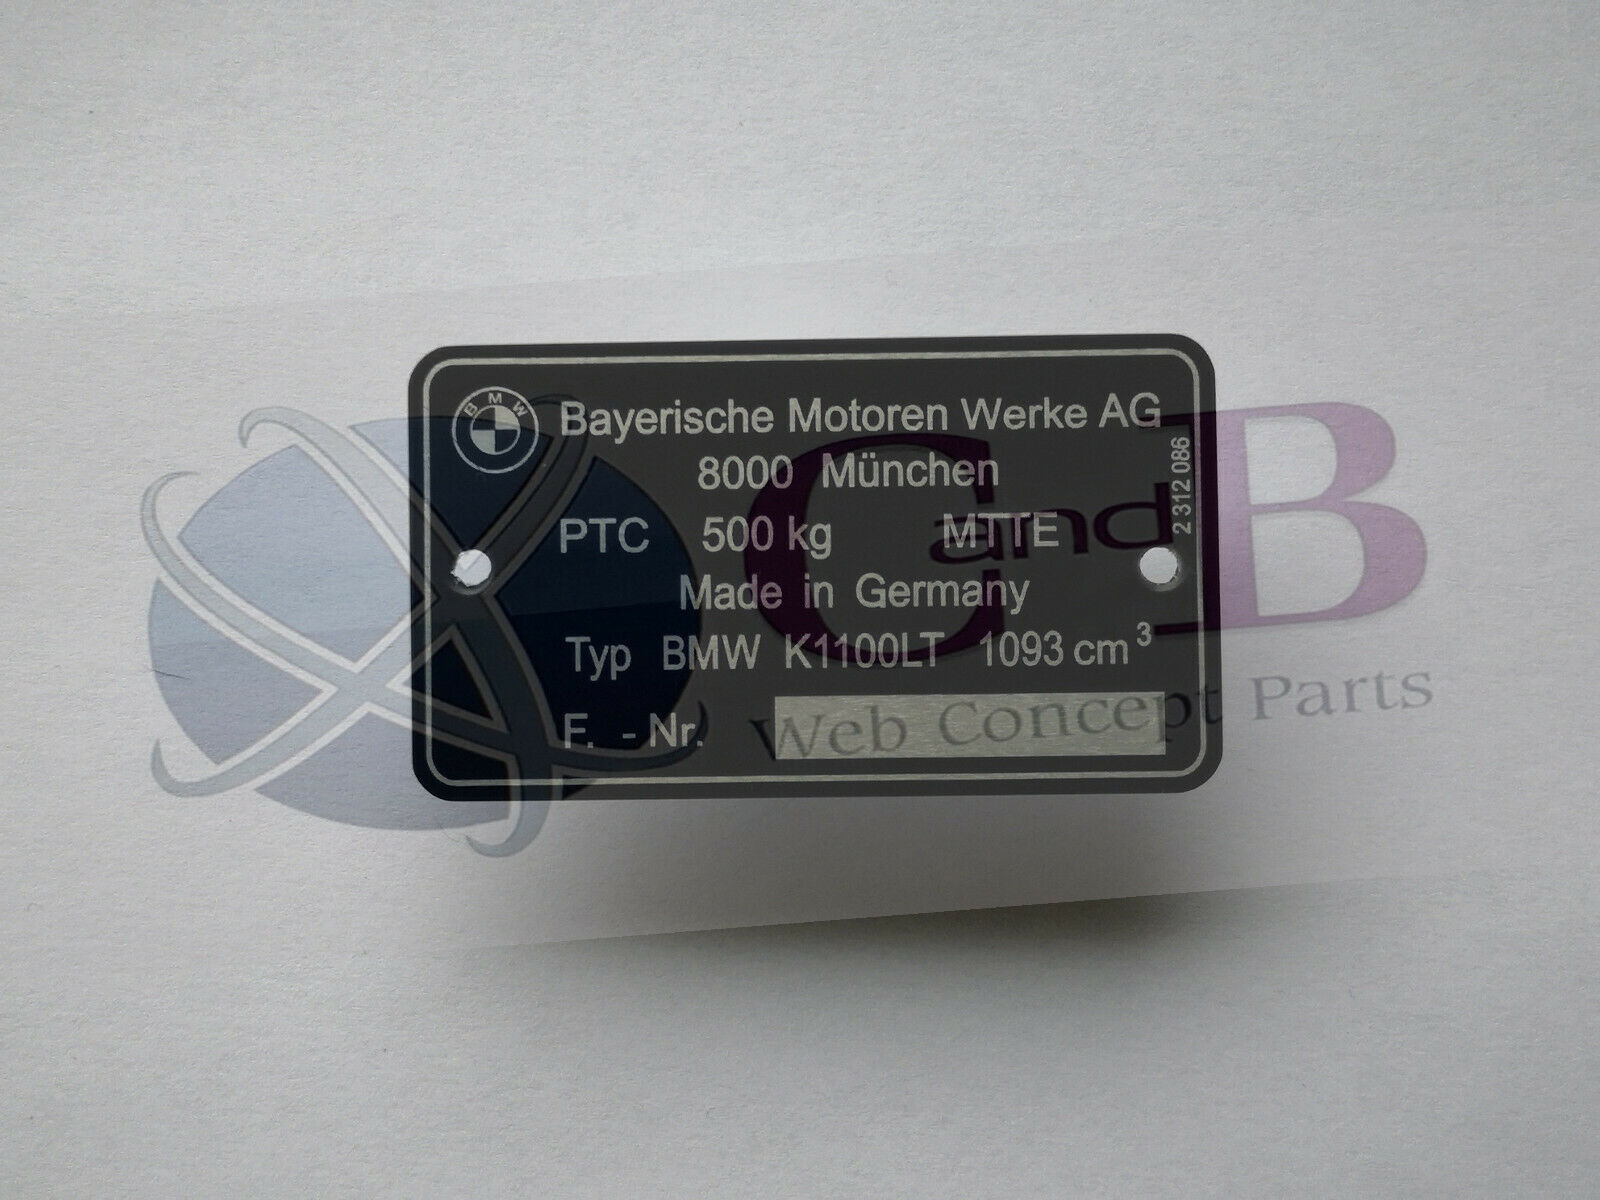 BMW
Bayerische Motoren Werke AG
8000 München
PTC 500 kg MTTE
2 312 086
Made in Germany
Typ BMW K1100LT 1093 cm³
F. - Nr.
C and B
Web Concept Parts